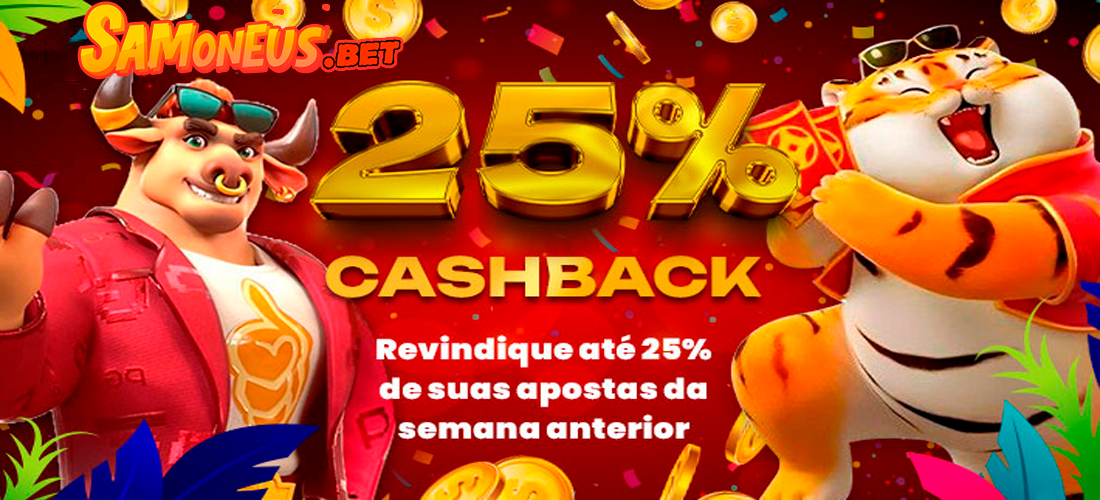 SAMONEUS.BET
25%
CASHBACK
Revindique até 25%
de suas apostas da
semana anterior